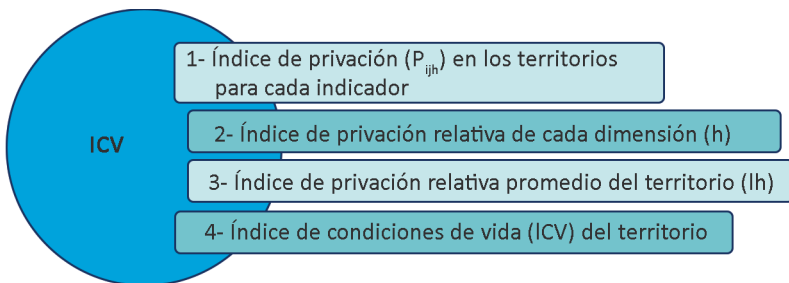 1- Índice de privación (Pijh) en los territorios
para cada indicador
2- Índice de privación relativa de cada dimensión (h)
ICV
3- Índice de privación relativa promedio del territorio (lh)
4- Índice de condiciones de vida (ICV) del territorio